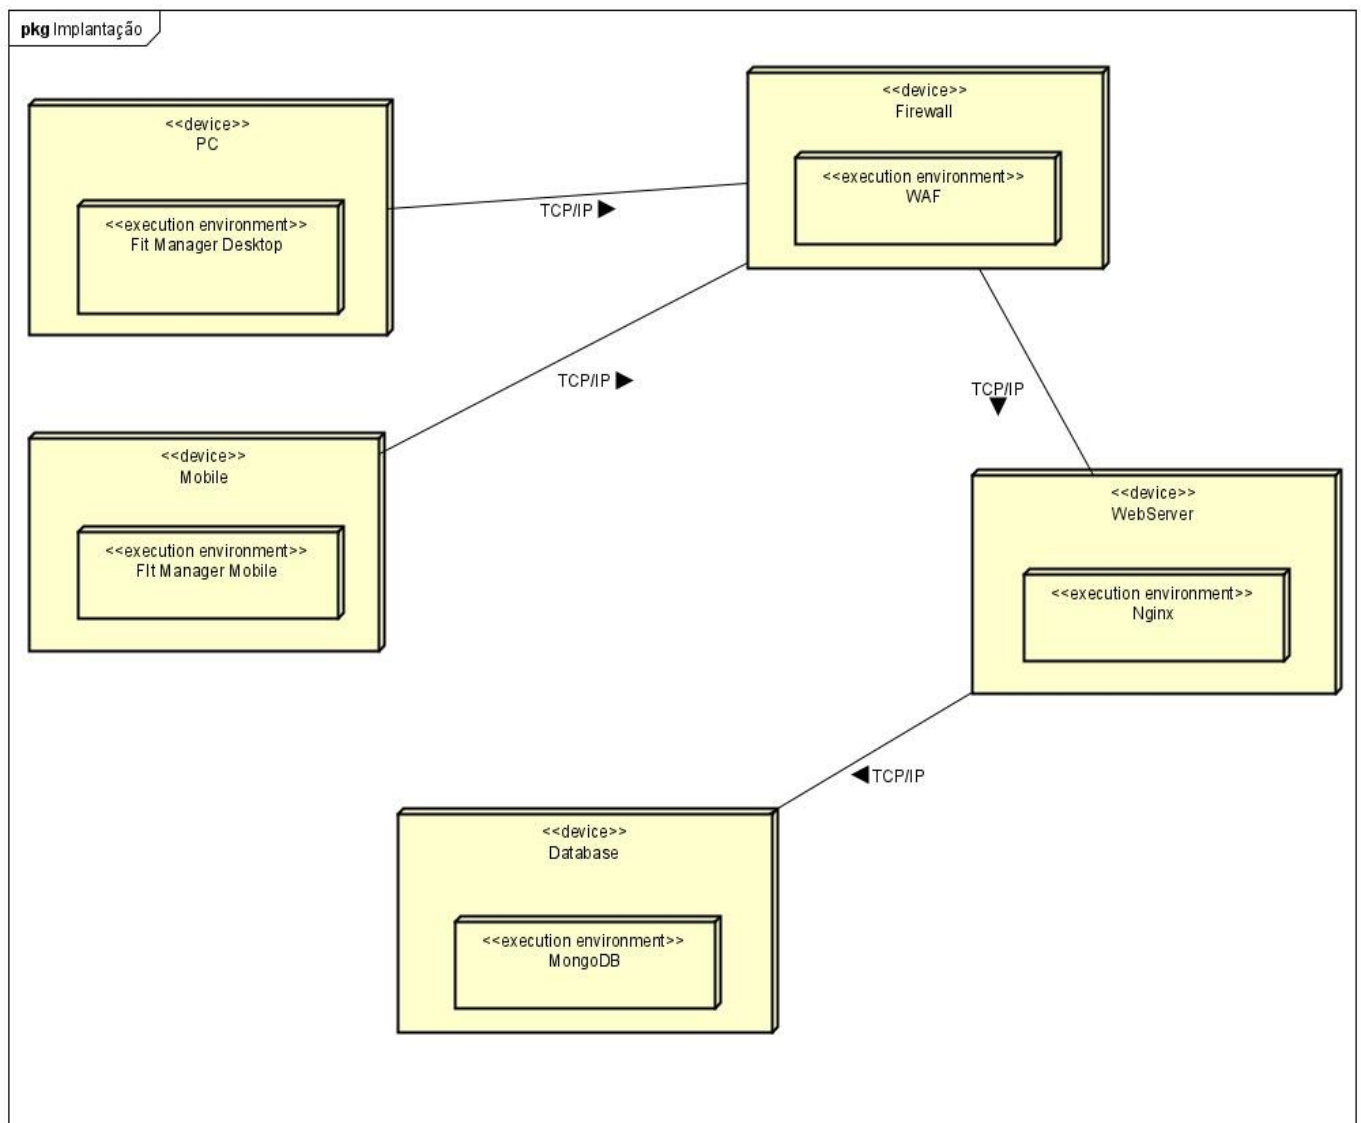 pkg Implantação
<<device>>
PC
<<execution environment>>
Fit Manager Desktop
<<device>>
Firewall
<<execution environment>>
WAF
TCP/IP
TCP/IP
TCP/IP
<<device>>
Mobile
<<execution environment>>
FIt Manager Mobile
<<device>>
WebServer
<<execution environment>>
Nginx
TCP/IP
<<device>>
Database
<<execution environment>>
MongoDB